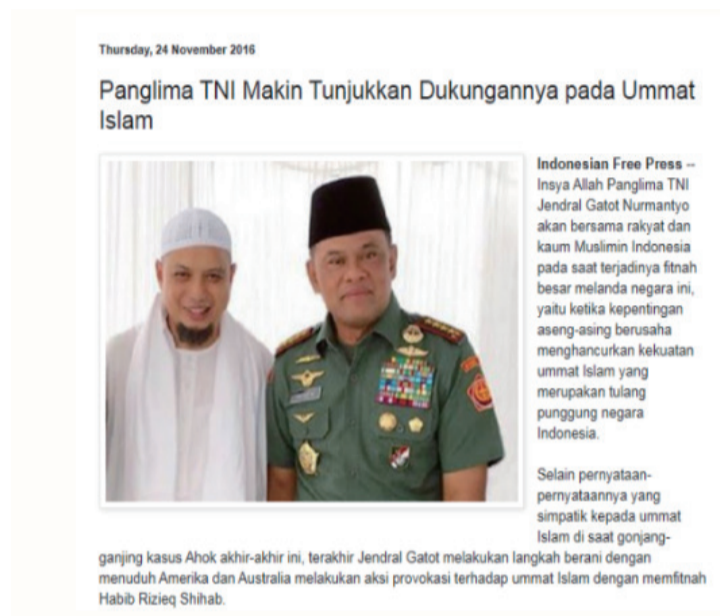 Thursday, 24 November 2016
Panglima TNI Makin Tunjukkan Dukungannya pada Ummat
Islam
Indonesian Free Press --
Insya Allah Panglima TNI
Jendral Gatot Nurmantyo
akan bersama rakyat dan
kaum Muslimin Indonesia
pada saat terjadinya fitnah
besar melanda negara ini,
yaitu ketika kepentingan
aseng-asing berusaha
menghancurkan kekuatan
ummat Islam yang
merupakan tulang
punggung negara
Indonesia.
Selain pernyataan-
pernyataannya yang
simpatik kepada ummat
Islam di saat gonjang-
ganjing kasus Ahok akhir-akhir ini, terakhir Jendral Gatot melakukan langkah berani dengan
menuduh Amerika dan Australia melakukan aksi provokasi terhadap ummat Islam dengan memfitnah
Habib Rizieq Shihab.